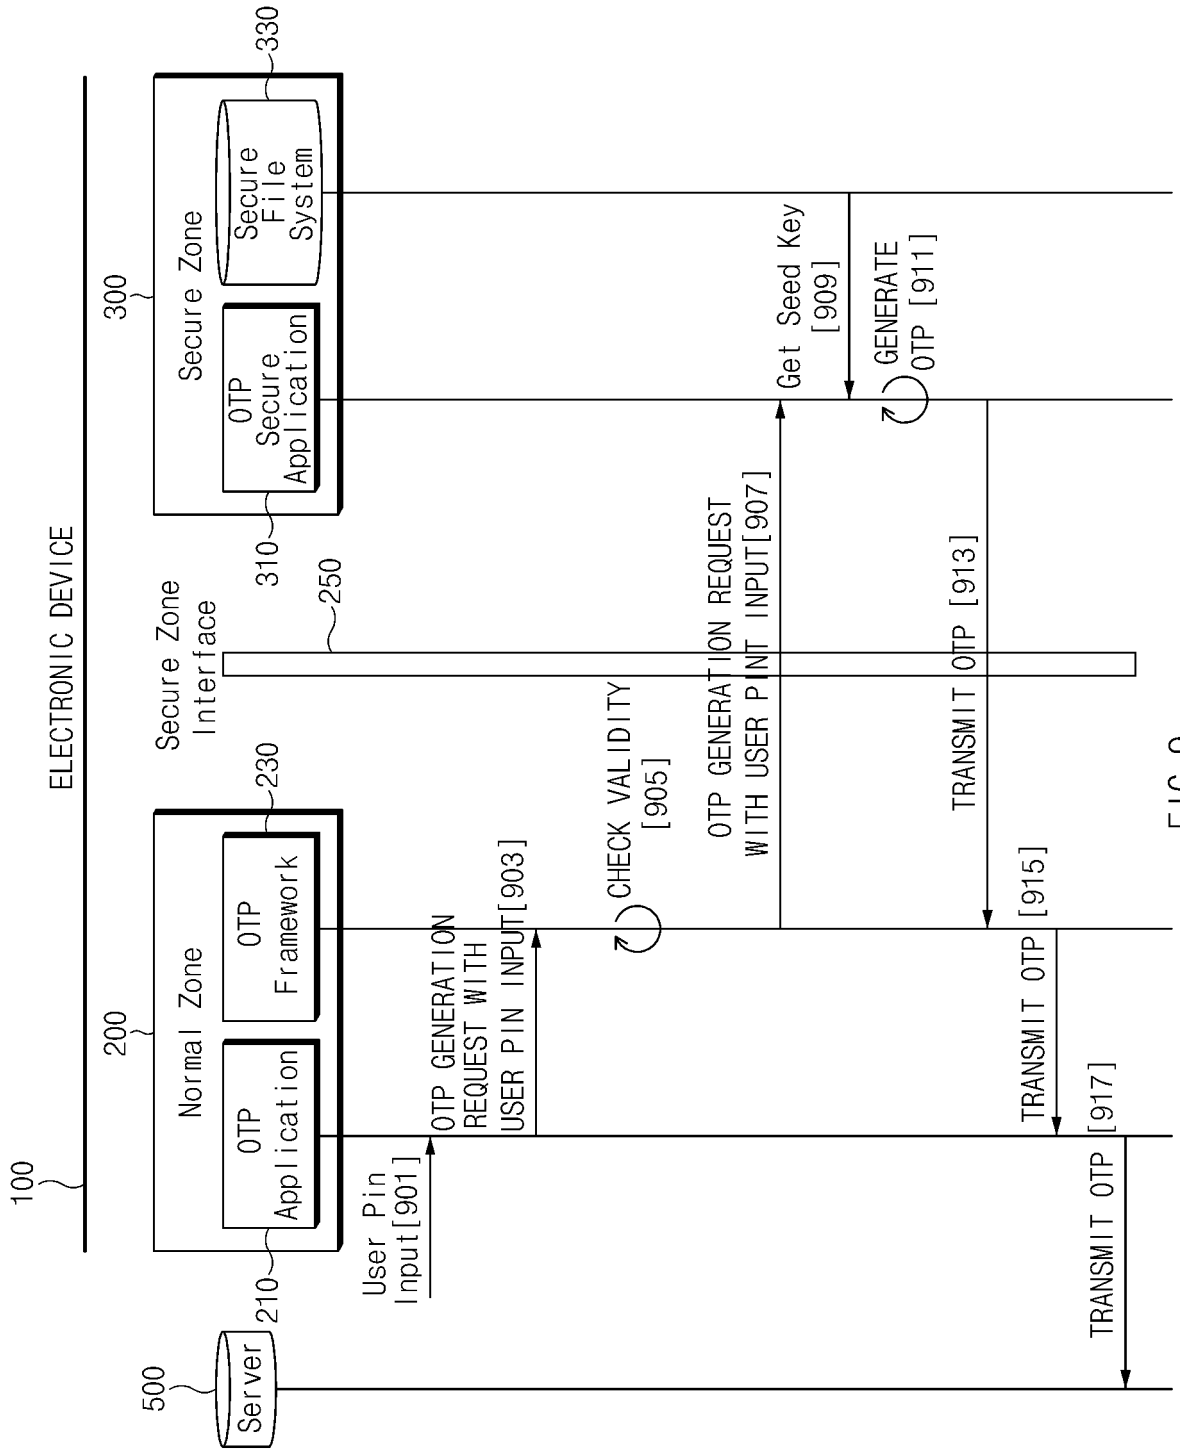 ELECTRONIC DEVICE
100
500
Server
200
Normal Zone
210
OTP
Application
230
OTP
Framework
Secure Zone
Interface
250
300
Secure Zone
310
OTP
Secure
Application
330
Secure
File
System
User Pin
Input[901]
OTP GENERATION
REQUEST WITH
USER PIN INPUT[903]
CHECK VALIDITY
[905]
OTP GENERATION REQUEST
WITH USER PINT INPUT[907]
Get Seed Key
[909]
GENERATE
OTP [911]
TRANSMIT OTP [913]
TRANSMIT OTP [915]
TRANSMIT OTP [917]